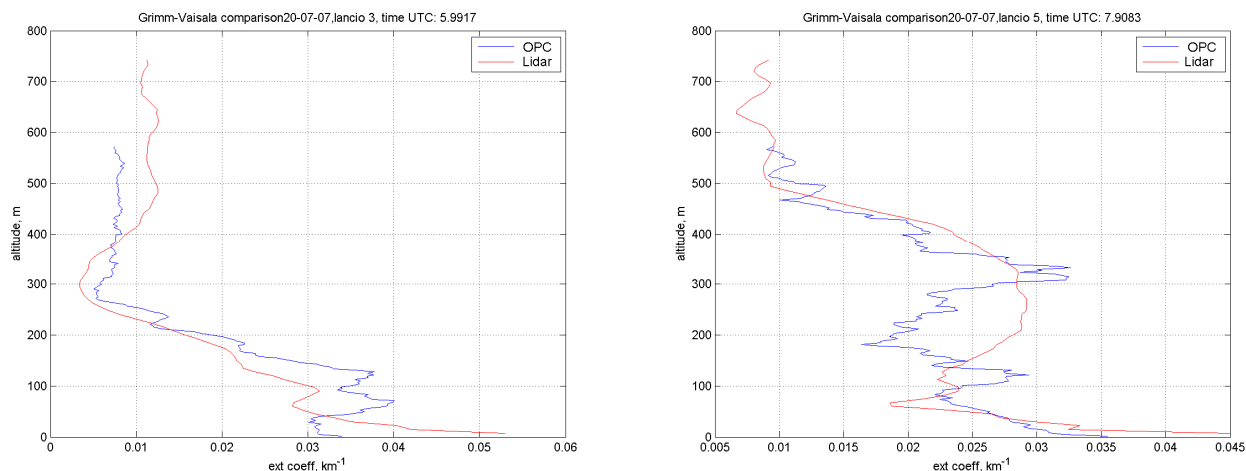 Grimm-Vaisala comparison20-07-07,lancio 3, time UTC: 5.9917
800
700
600
500
400
300
200
100
0
altitude, m
OPC
Lidar
0 0.01 0.02 0.03 0.04 0.05 0.06
ext coeff, km-1
Grimm-Vaisala comparison20-07-07,lancio 5, time UTC: 7.9083
800
700
600
500
400
300
200
100
0
altitude, m
OPC
Lidar
0.005 0.01 0.015 0.02 0.025 0.03 0.035 0.04 0.045
ext coeff, km-1